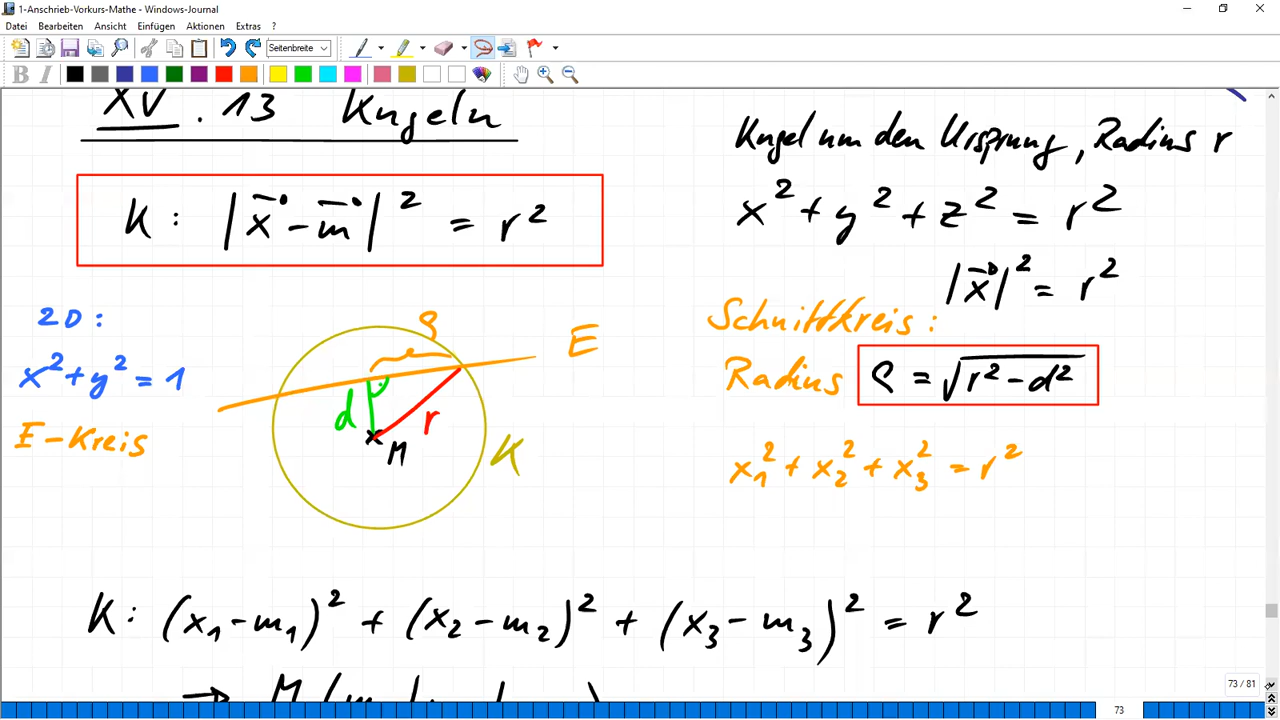 1-Anschrieb-Vorkurs-Mathe - Windows-Journal
Datei Bearbeiten Ansicht Einfügen Aktionen Extras ?
Seitenbreite
B I
XV . 13 Kugeln
K : |x⃗ - m⃗|² = r²
2D :
x² + y² = 1
E-Kreis
ρ
E
d
r
M
K
Kugel um den Ursprung, Radius r
x² + y² + z² = r²
|x⃗|² = r²
Schnittkreis :
Radius ρ = √(r² - d²)
x₁² + x₂² + x₃² = r²
K : (x₁ - m₁)² + (x₂ - m₂)² + (x₃ - m₃)² = r²
→ M (m₁
73 / 81
73